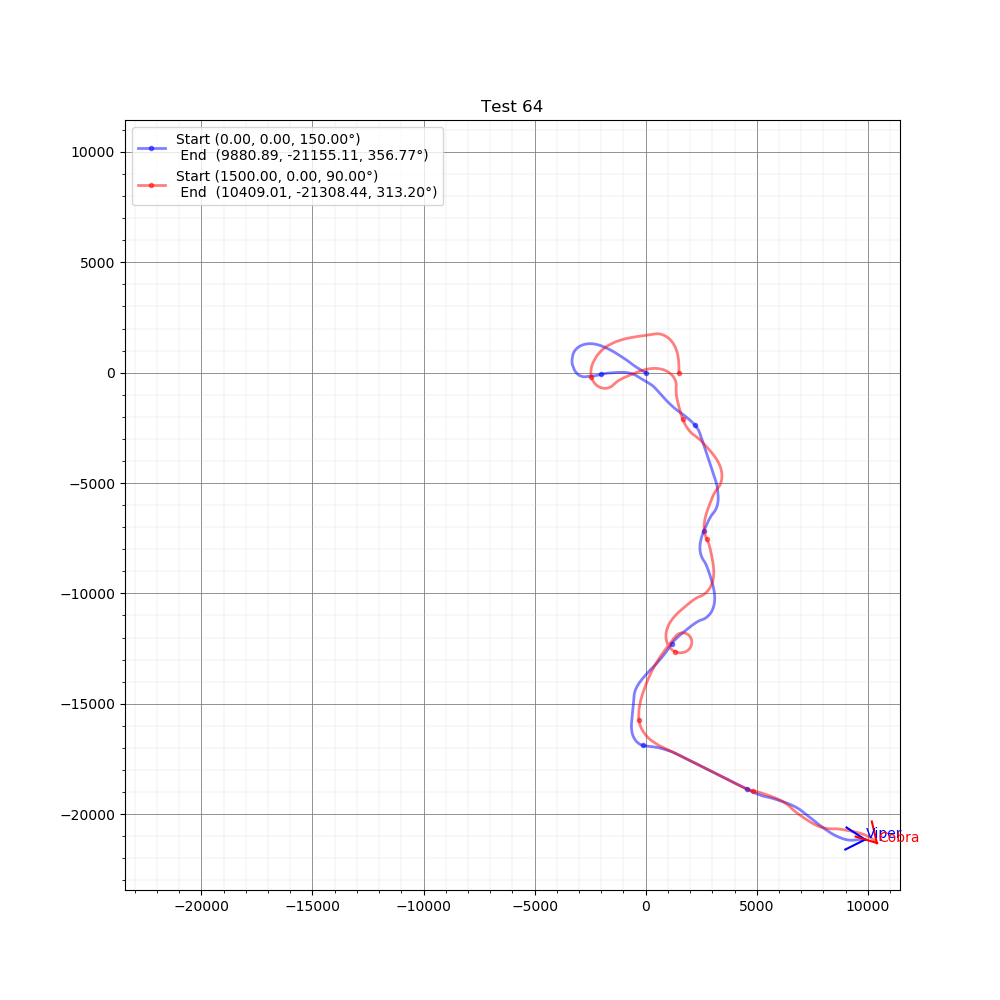 Test 64
Start (0.00, 0.00, 150.00°)
End  (9880.89, -21155.11, 356.77°)
Start (1500.00, 0.00, 90.00°)
End  (10409.01, -21308.44, 313.20°)
10000
5000
0
−5000
−10000
−15000
−20000
Viper
Cobra
−20000 −15000 −10000 −5000 0 5000 10000